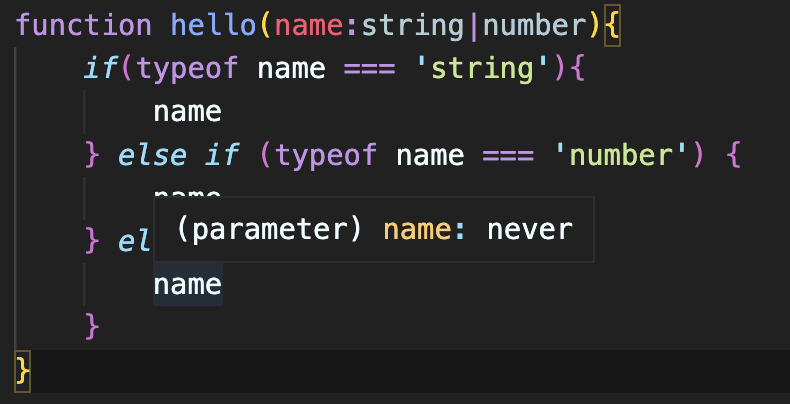 function hello(name:string|number){
if(typeof name === 'string'){
name
} else if (typeof name === 'number') {
name
(parameter) name: never
} el
name
}
}